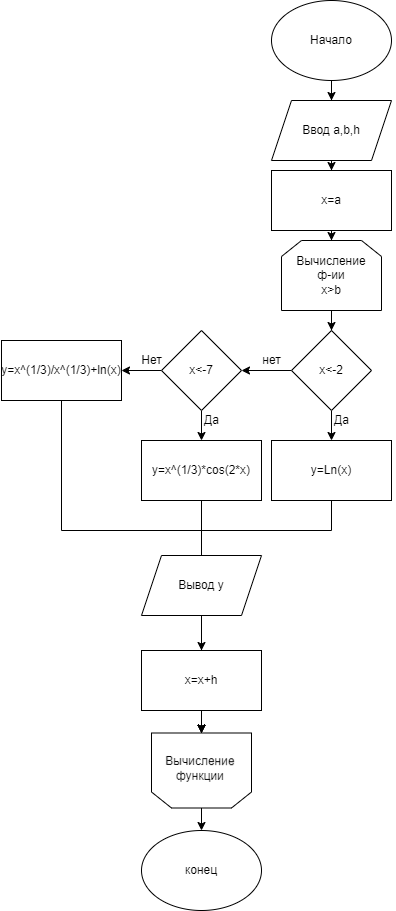 Начало
Ввод a,b,h
x=a
Вычисление
ф-ии
x>b
x<-2
нет
x<-7
Нет
y=x^(1/3)/x^(1/3)+ln(x)
Да
Да
y=x^(1/3)*cos(2*x)
y=Ln(x)
Вывод y
x=x+h
Вычисление
функции
конец